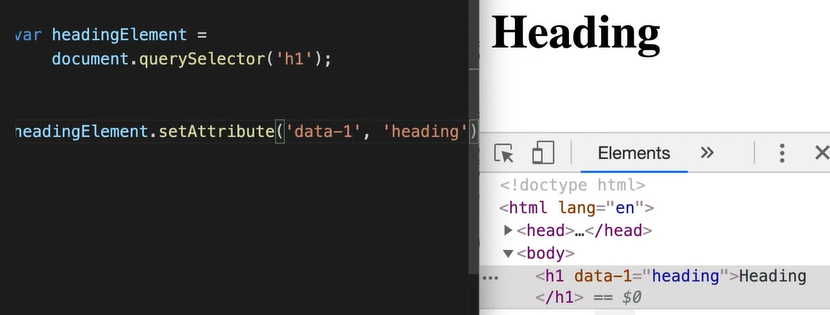 var headingElement =
document.querySelector('h1');
headingElement.setAttribute('data-1', 'heading')
Heading
Elements
<!doctype html>
<html lang="en">
<head>…</head>
<body>
<h1 data-1="heading">Heading
</h1> == $0